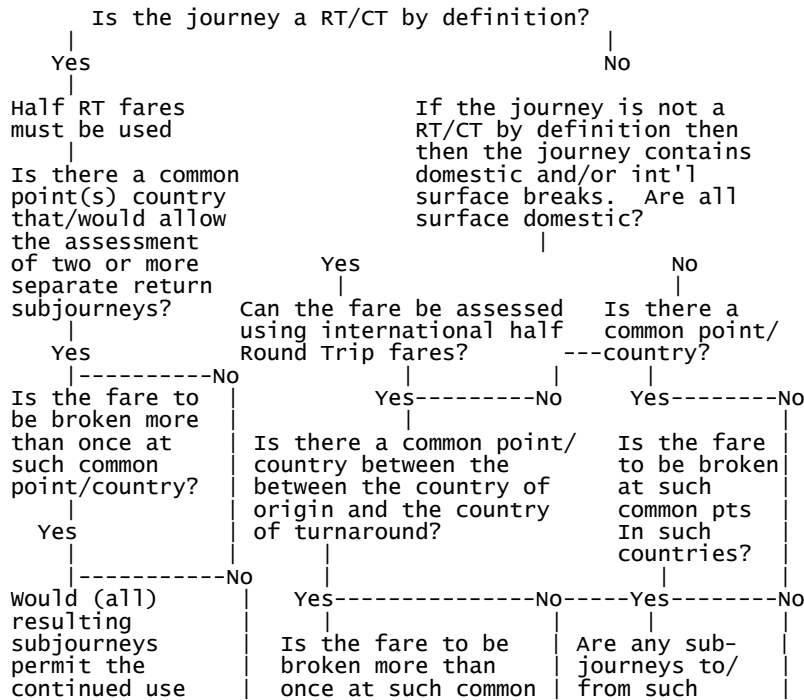 Is the journey a RT/CT by definition?
|                                              |
Yes                                            No
|
Half RT fares                  If the journey is not a
must be used                   RT/CT by definition then
|                              then the journey contains
Is there a common              domestic and/or int'l
point(s) country               surface breaks.  Are all
that/would allow               surface domestic?
the assessment                          |
of two or more          Yes                       No
separate return          |                        |
subjourneys?     Can the fare be assessed   Is there a
|                using international half   common point/
Yes              Round Trip fares?       ---country?
|----------No                 |          |     |
Is the fare to  |          Yes---------No    Yes--------No
be broken more  |             |                          |
than once at    | Is there a common point/   Is the fare |
such common     | country between the        to be broken|
point/country?  | between the country of     at such     |
|               | origin and the country     common pts  |
Yes             | of turnaround?             In such     |
|               |       |                    countries?  |
|-----------No          |                        |       |
Would (all)      |     Yes---------------No-----Yes--------No
resulting        |      |                |       |       |
subjourneys      |  Is the fare to be    | Are any sub-  |
permit the       |  broken more than     | journeys to/  |
continued use    |  once at such common  | from such     |